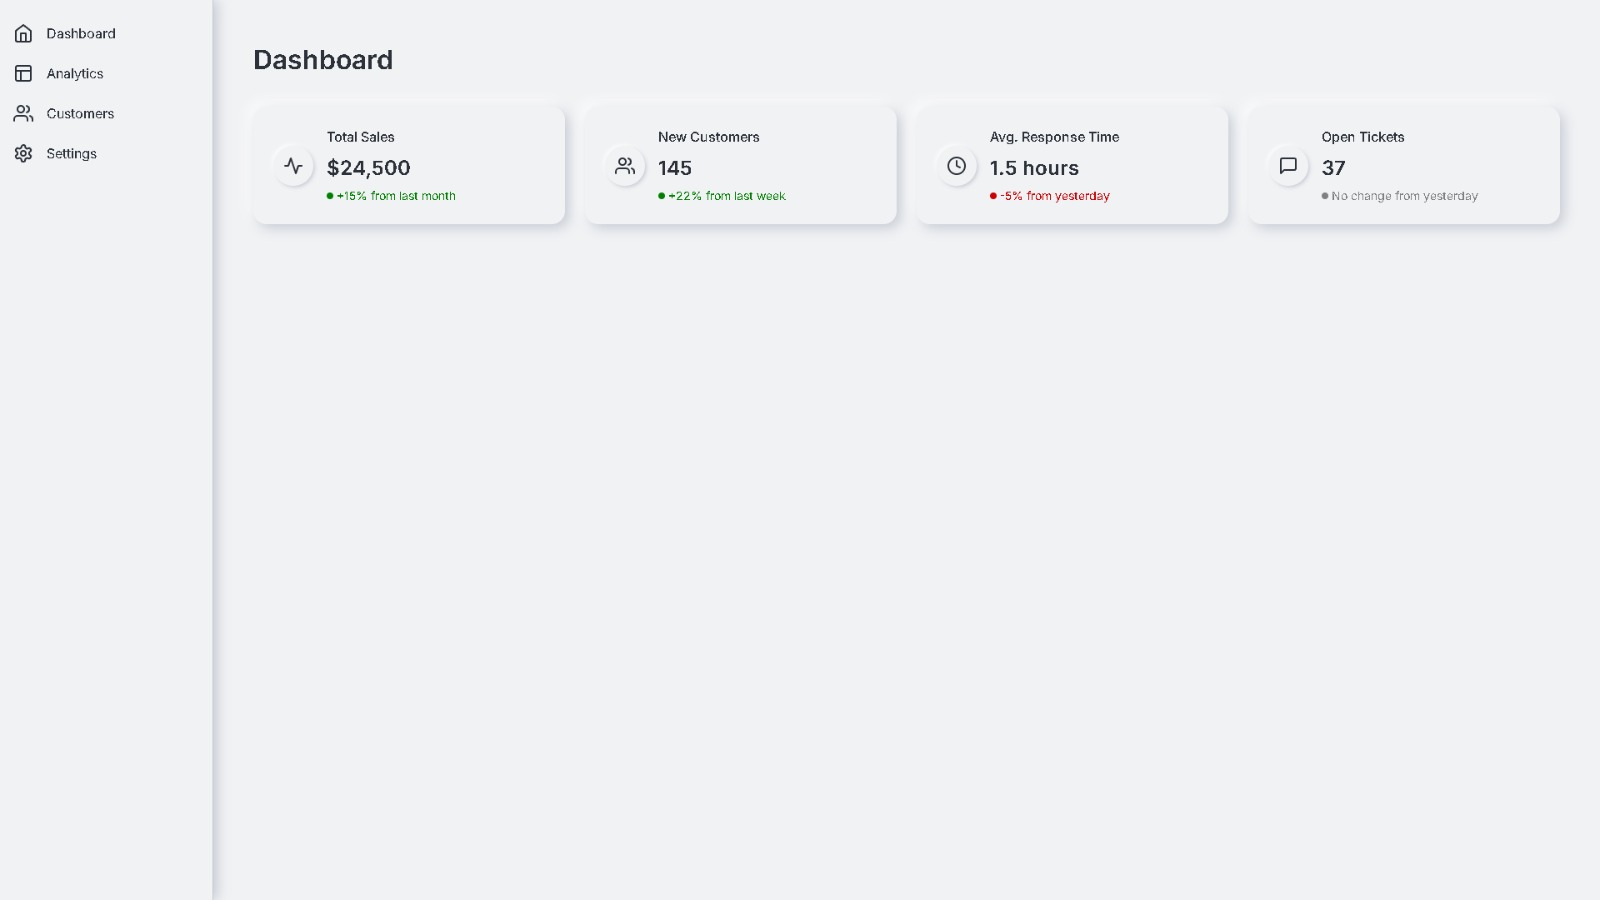 Dashboard
Analytics
Customers
Settings
Dashboard
Total Sales
$24,500
+15% from last month
New Customers
145
+22% from last week
Avg. Response Time
1.5 hours
-5% from yesterday
Open Tickets
37
No change from yesterday